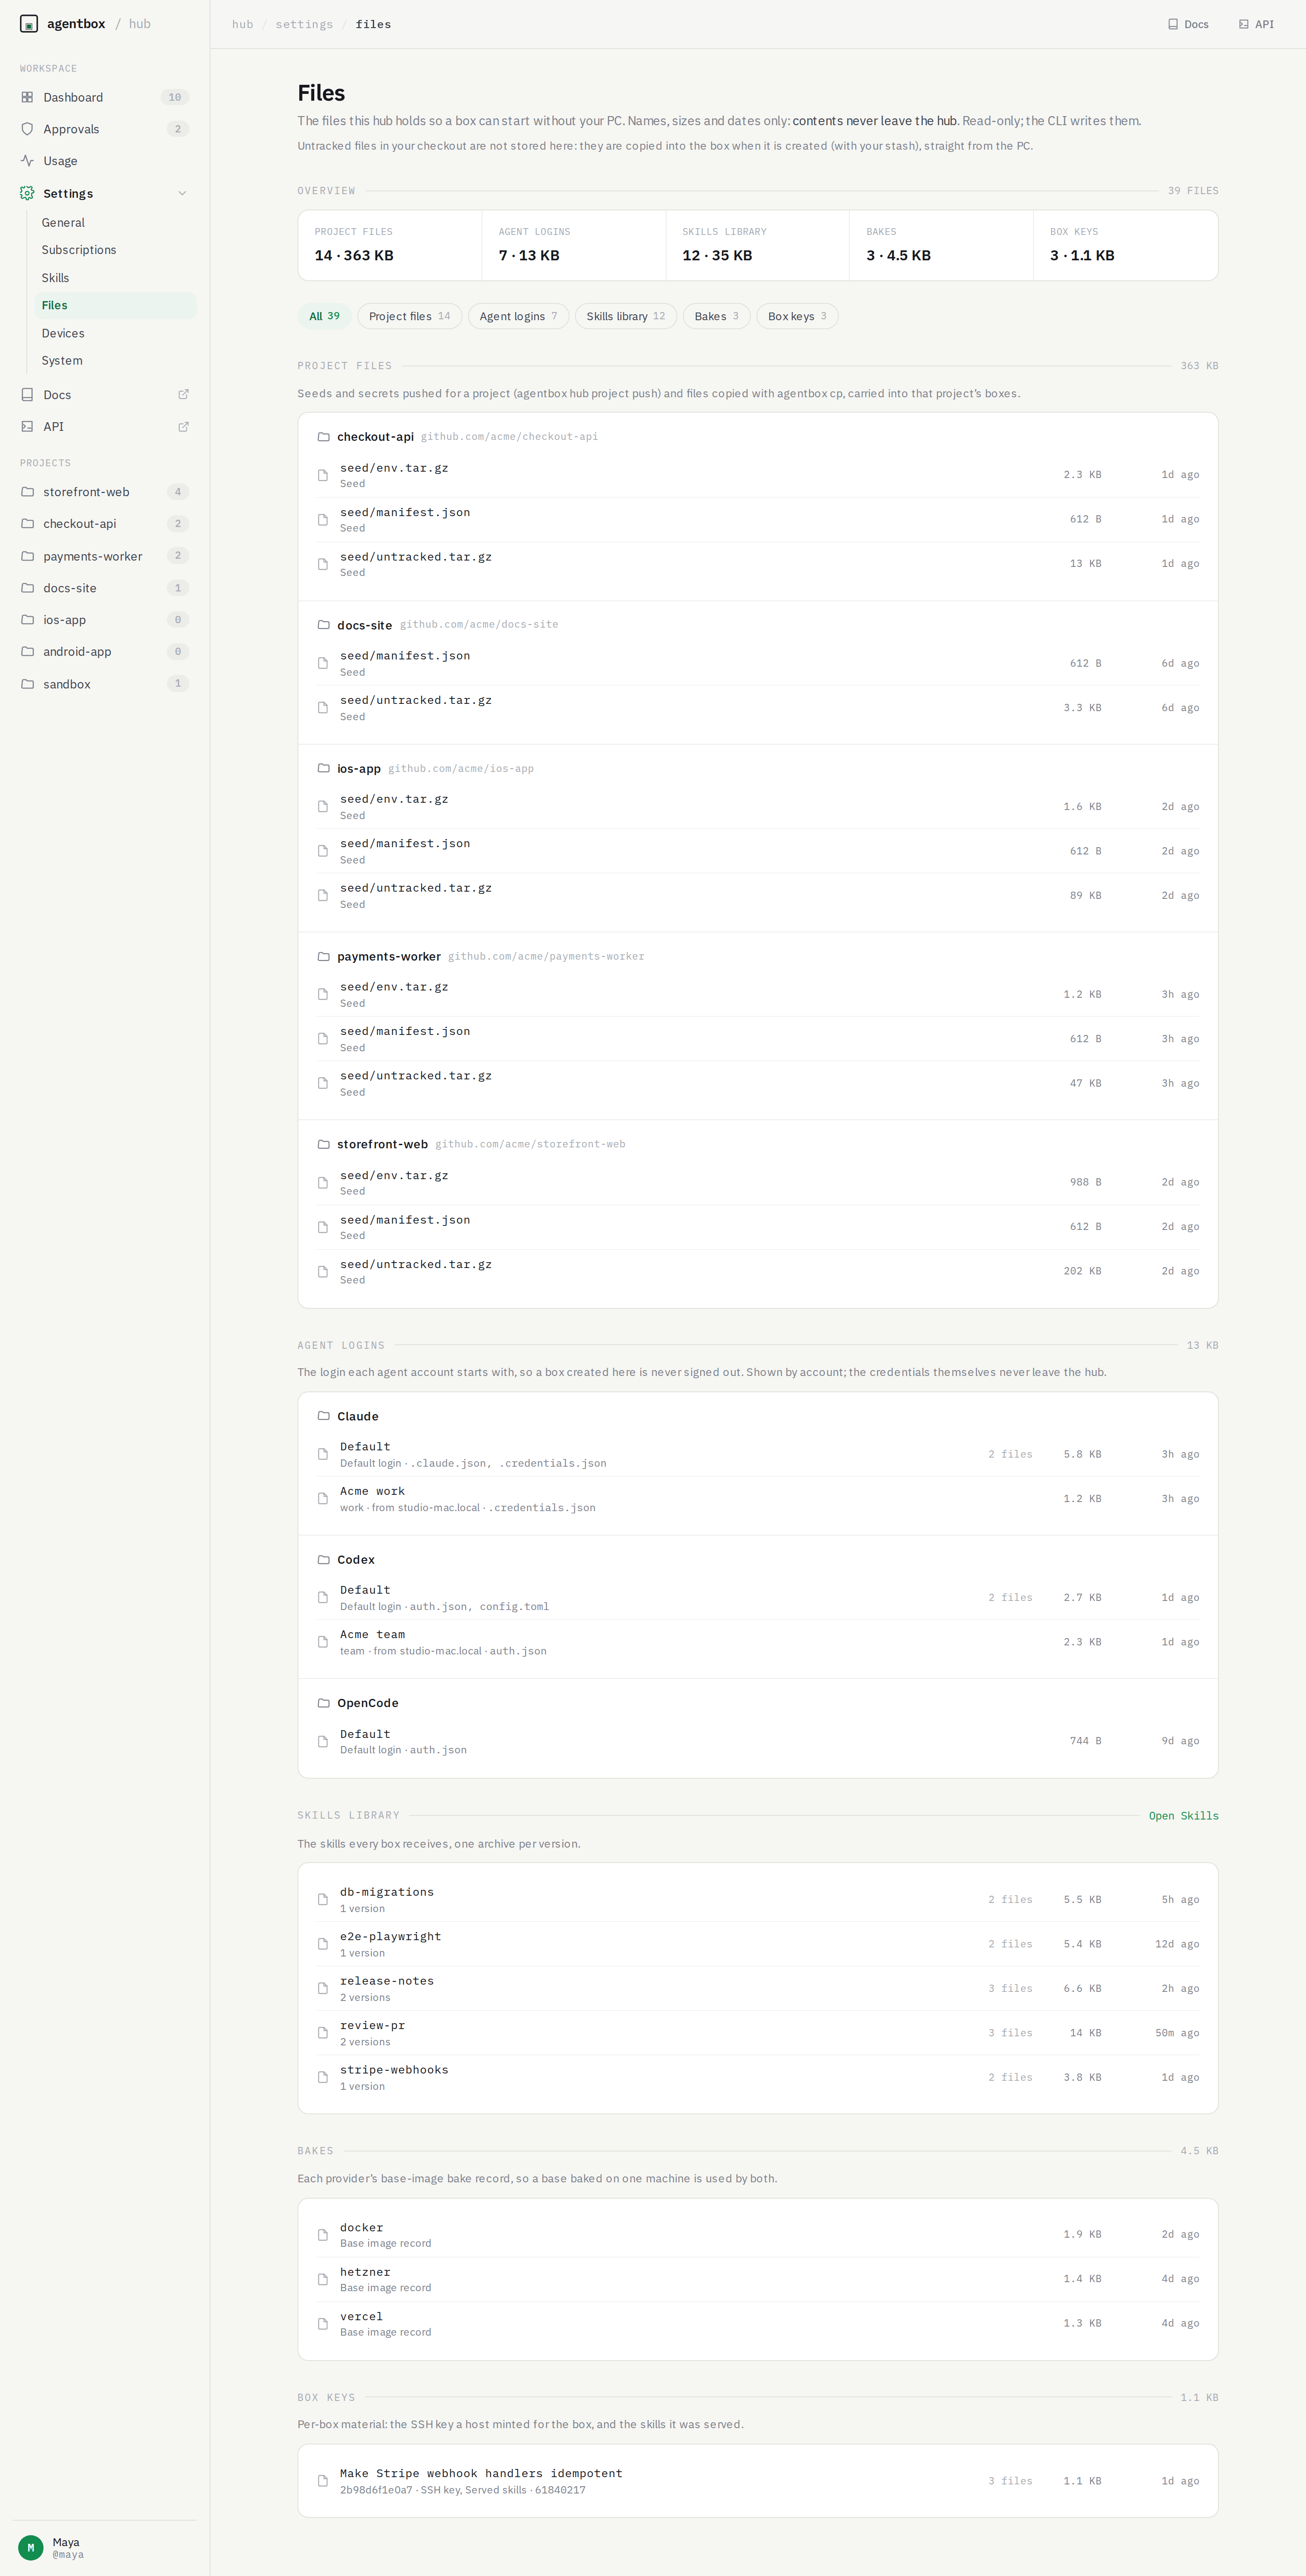 agentbox / hub
WORKSPACE
Dashboard 10
Approvals 2
Usage
Settings
General
Subscriptions
Skills
Files
Devices
System
Docs
API
PROJECTS
storefront-web 4
checkout-api 2
payments-worker 2
docs-site 1
ios-app 0
android-app 0
sandbox 1
Maya
@maya
M
hub / settings / files
Docs
API
Files
The files this hub holds so a box can start without your PC. Names, sizes and dates only: contents never leave the hub. Read-only; the CLI writes them.
Untracked files in your checkout are not stored here: they are copied into the box when it is created (with your stash), straight from the PC.
OVERVIEW 39 FILES
PROJECT FILES
14 · 363 KB
AGENT LOGINS
7 · 13 KB
SKILLS LIBRARY
12 · 35 KB
BAKES
3 · 4.5 KB
BOX KEYS
3 · 1.1 KB
All 39
Project files 14
Agent logins 7
Skills library 12
Bakes 3
Box keys 3
PROJECT FILES 363 KB
Seeds and secrets pushed for a project (agentbox hub project push) and files copied with agentbox cp, carried into that project's boxes.
checkout-api github.com/acme/checkout-api
seed/env.tar.gz 2.3 KB 1d ago
Seed
seed/manifest.json 612 B 1d ago
Seed
seed/untracked.tar.gz 13 KB 1d ago
Seed
docs-site github.com/acme/docs-site
seed/manifest.json 612 B 6d ago
Seed
seed/untracked.tar.gz 3.3 KB 6d ago
Seed
ios-app github.com/acme/ios-app
seed/env.tar.gz 1.6 KB 2d ago
Seed
seed/manifest.json 612 B 2d ago
Seed
seed/untracked.tar.gz 89 KB 2d ago
Seed
payments-worker github.com/acme/payments-worker
seed/env.tar.gz 1.2 KB 3h ago
Seed
seed/manifest.json 612 B 3h ago
Seed
seed/untracked.tar.gz 47 KB 3h ago
Seed
storefront-web github.com/acme/storefront-web
seed/env.tar.gz 988 B 2d ago
Seed
seed/manifest.json 612 B 2d ago
Seed
seed/untracked.tar.gz 202 KB 2d ago
Seed
AGENT LOGINS 13 KB
The login each agent account starts with, so a box created here is never signed out. Shown by account; the credentials themselves never leave the hub.
Claude
Default 2 files 5.8 KB 3h ago
Default login · .claude.json, .credentials.json
Acme work 1.2 KB 3h ago
work · from studio-mac.local · .credentials.json
Codex
Default 2 files 2.7 KB 1d ago
Default login · auth.json, config.toml
Acme team 2.3 KB 1d ago
team · from studio-mac.local · auth.json
OpenCode
Default 744 B 9d ago
Default login · auth.json
SKILLS LIBRARY Open Skills
The skills every box receives, one archive per version.
db-migrations 2 files 5.5 KB 5h ago
1 version
e2e-playwright 2 files 5.4 KB 12d ago
1 version
release-notes 3 files 6.6 KB 2h ago
2 versions
review-pr 3 files 14 KB 50m ago
2 versions
stripe-webhooks 2 files 3.8 KB 1d ago
1 version
BAKES 4.5 KB
Each provider's base-image bake record, so a base baked on one machine is used by both.
docker 1.9 KB 2d ago
Base image record
hetzner 1.4 KB 4d ago
Base image record
vercel 1.3 KB 4d ago
Base image record
BOX KEYS 1.1 KB
Per-box material: the SSH key a host minted for the box, and the skills it was served.
Make Stripe webhook handlers idempotent 3 files 1.1 KB 1d ago
2b98d6f1e0a7 · SSH key, Served skills · 61840217